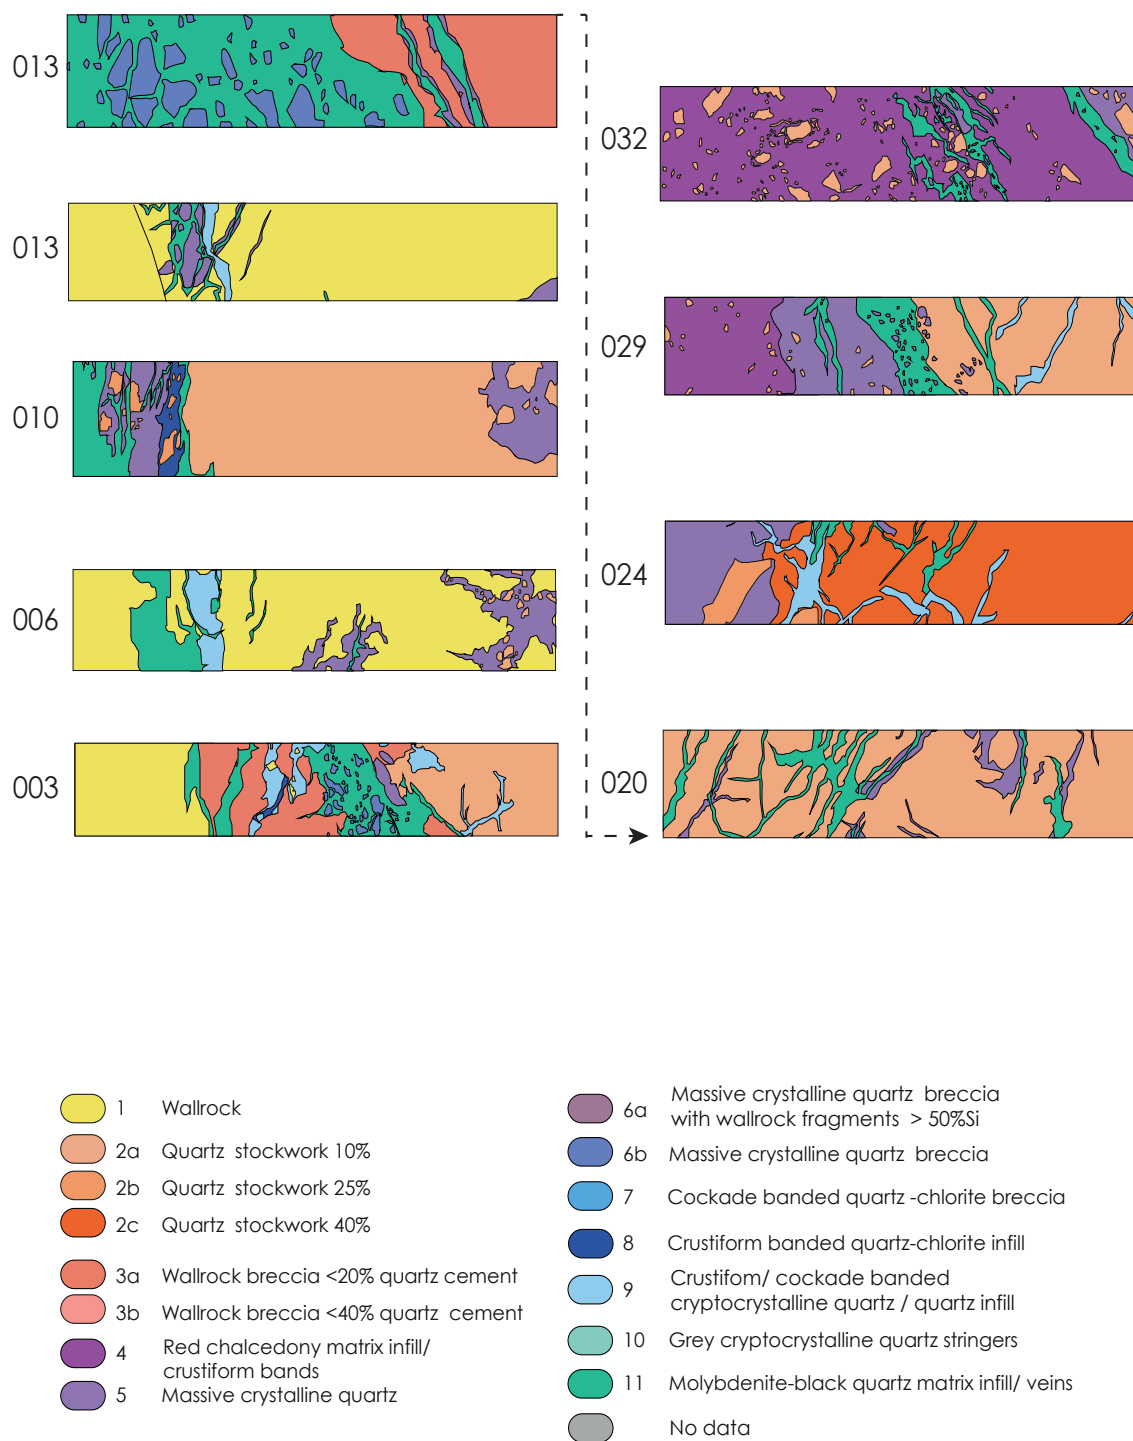 013
013
010
006
003
032
029
024
020
1 Wallrock
2a Quartz stockwork 10%
2b Quartz stockwork 25%
2c Quartz stockwork 40%
3a Wallrock breccia <20% quartz cement
3b Wallrock breccia <40% quartz cement
4 Red chalcedony matrix infill/
crustiform bands
5 Massive crystalline quartz
6a Massive crystalline quartz breccia
with wallrock fragments > 50%Si
6b Massive crystalline quartz breccia
7 Cockade banded quartz -chlorite breccia
8 Crustiform banded quartz-chlorite infill
9 Crustifom/ cockade banded
cryptocrystalline quartz / quartz infill
10 Grey cryptocrystalline quartz stringers
11 Molybdenite-black quartz matrix infill/ veins
No data